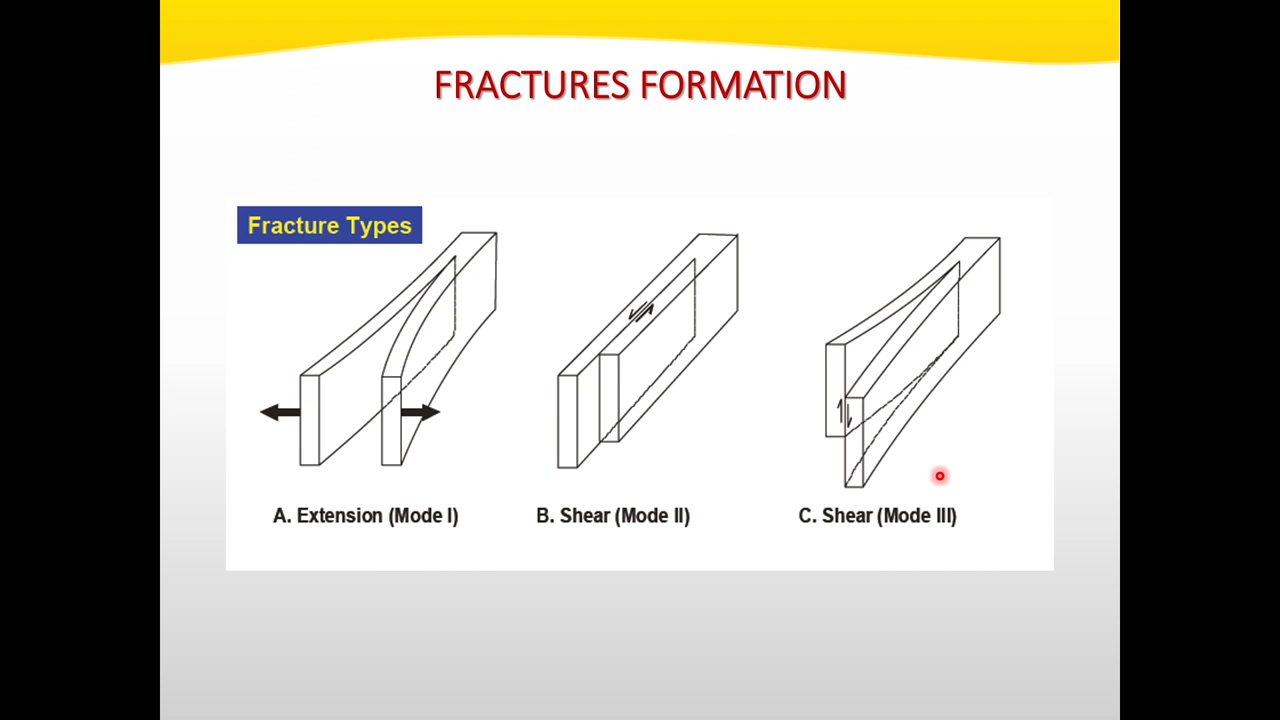 FRACTURES FORMATION
Fracture Types
A. Extension (Mode I)
B. Shear (Mode II)
C. Shear (Mode III)